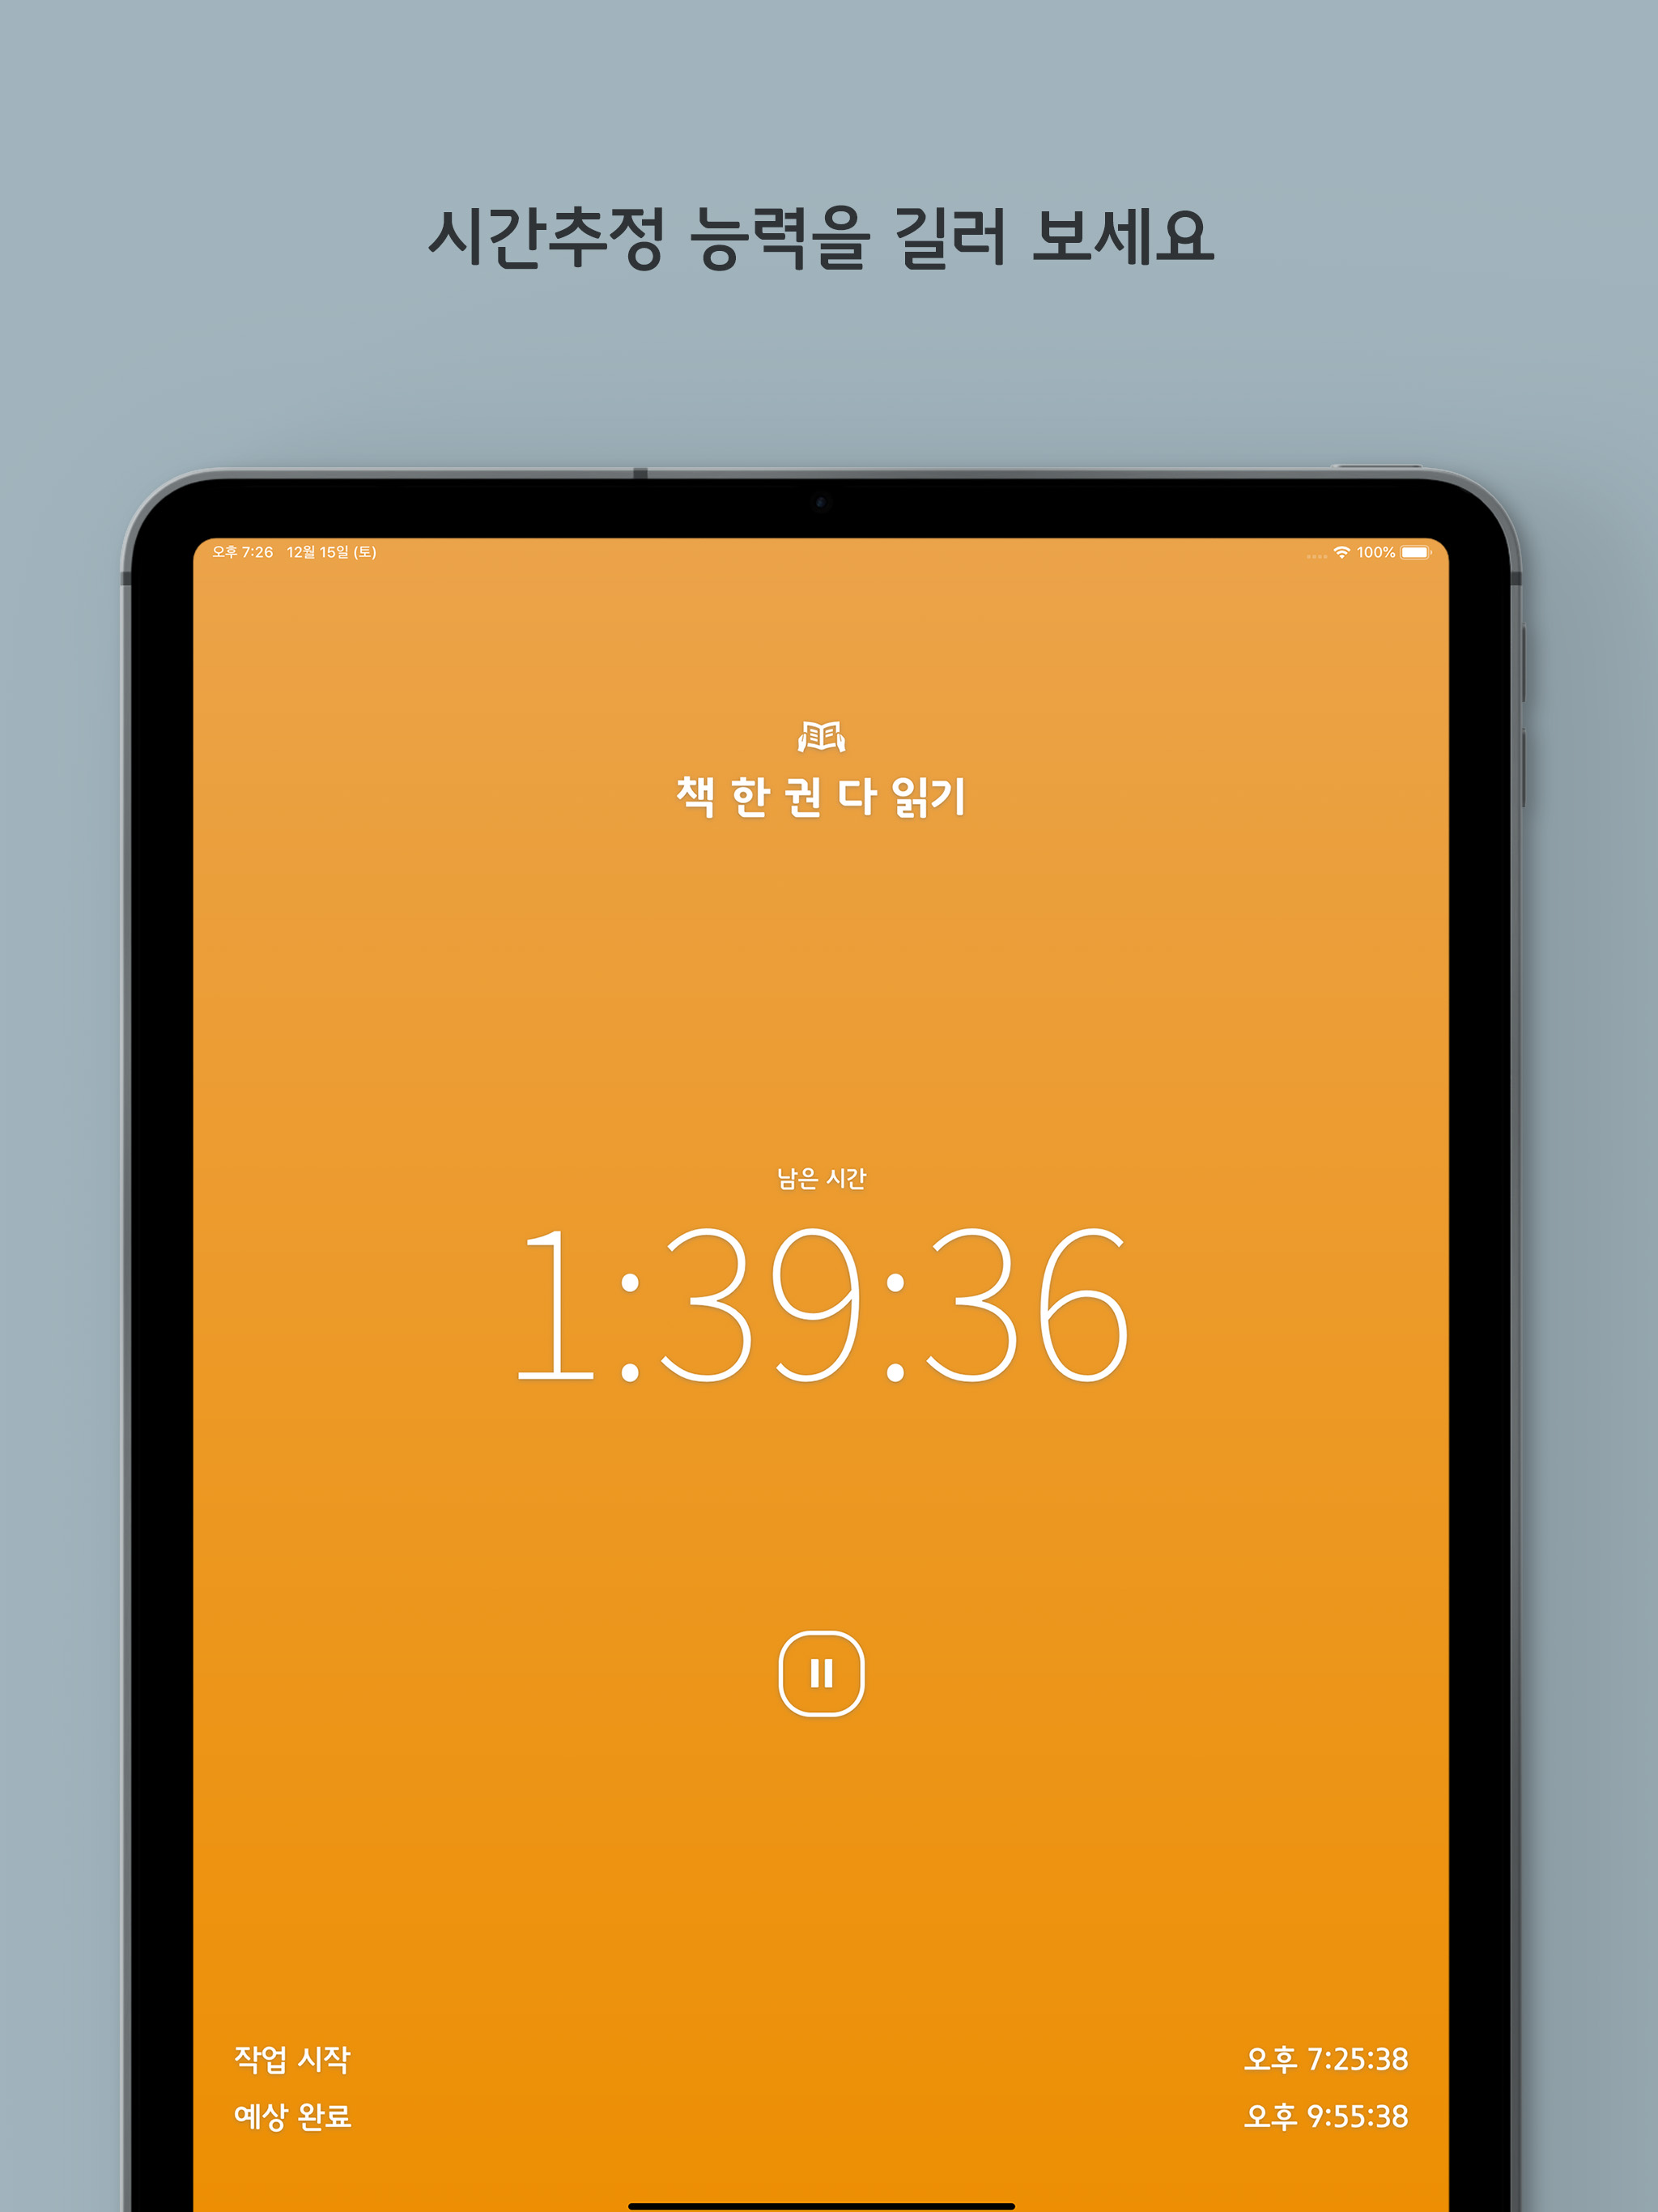 시간추정 능력을 길러 보세요
오후 7:26 12월 15일 (토) 100%
책 한 권 다 읽기
남은 시간
1:39:36
작업 시작 오후 7:25:38
예상 완료 오후 9:55:38